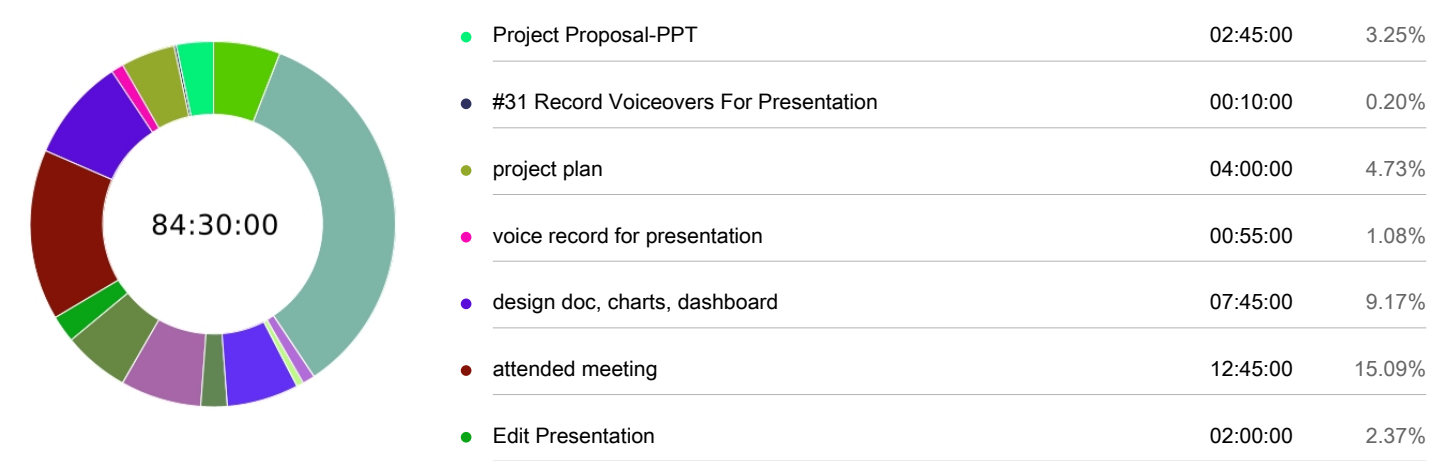 Project Proposal-PPT 02:45:00 3.25%
#31 Record Voiceovers For Presentation 00:10:00 0.20%
project plan 04:00:00 4.73%
84:30:00
voice record for presentation 00:55:00 1.08%
design doc, charts, dashboard 07:45:00 9.17%
attended meeting 12:45:00 15.09%
Edit Presentation 02:00:00 2.37%